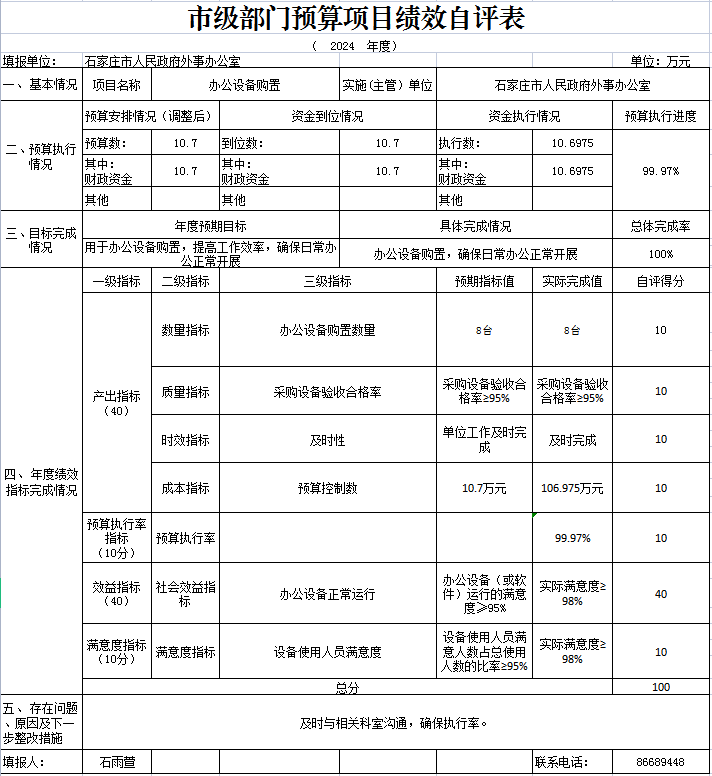 市级部门预算项目绩效自评表
（ 2024 年度）
填报单位： 石家庄市人民政府外事办公室 单位：万元
一、基本情况 项目名称 办公设备购置 实施(主管)单位 石家庄市人民政府外事办公室
二、预算执行
情况
预算安排情况（调整后） 资金到位情况 资金执行情况 预算执行进度
预算数： 10.7 到位数： 10.7 执行数： 10.6975 99.97%
其中：
财政资金 10.7 其中：
财政资金 10.7 其中：
财政资金 10.6975
其他 其他 其他
三、目标完成
情况
年度预期目标 具体完成情况 总体完成率
用于办公设备购置，提高工作效率，确保日常办
公正常开展
办公设备购置，确保日常办公正常开展 100%
四、年度绩效
指标完成情况
一级指标 二级指标 三级指标 预期指标值 实际完成值 自评得分
产出指标
（40）
数量指标 办公设备购置数量 8台 8台 10
质量指标 采购设备验收合格率 采购设备验收合
格率≥95% 采购设备验收
合格率≥95% 10
时效指标 及时性 单位工作及时完
成 及时完成 10
成本指标 预算控制数 10.7万元 106.975万元 10
预算执行率
指标
（10分）
预算执行率 99.97% 10
效益指标
（40）
社会效益指
标
办公设备正常运行 办公设备（或软
件）运行的满意
度≥95% 实际满意度≥
98% 40
满意度指标
（10分）
满意度指标 设备使用人员满意度 设备使用人员满
意人数占总使用
人数的比率≥95% 实际满意度≥
98% 10
总分 100
五、存在问题
、原因及下一
步整改措施
及时与相关科室沟通，确保执行率。
填报人： 石雨萱 联系电话： 86689448